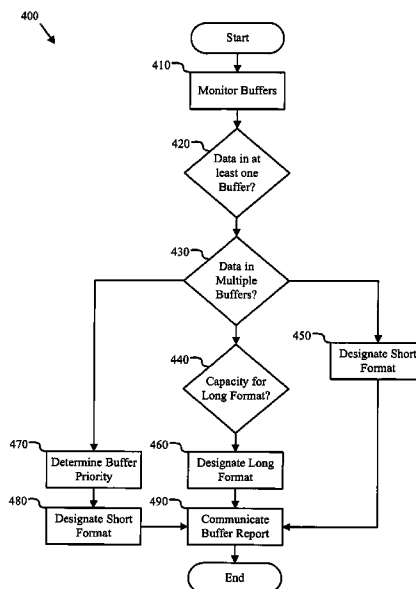 400
Start
410
Monitor Buffers
420
Data in at
least one
Buffer?
430
Data in
Multiple
Buffers?
450
Designate Short
Format
440
Capacity for
Long Format?
470
Determine Buffer
Priority
460
Designate Long
Format
480
Designate Short
Format
490
Communicate
Buffer Report
End